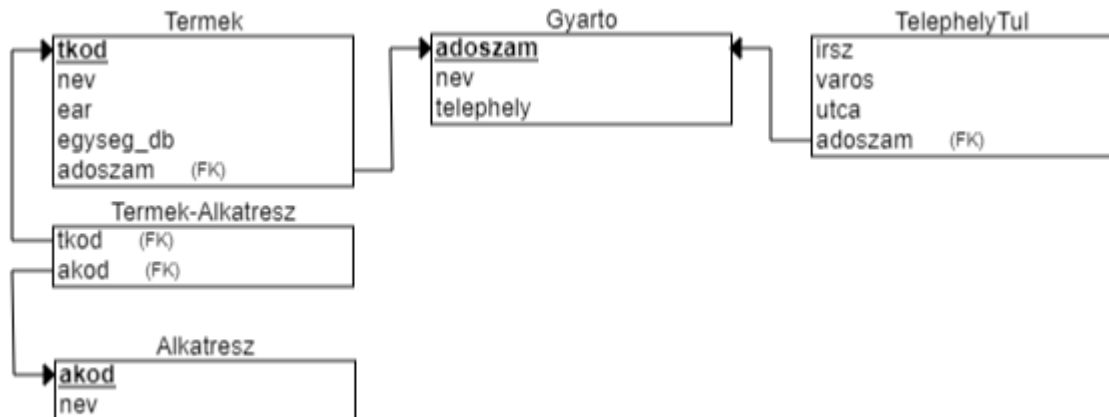 Termek
tkod
nev
ear
egyseg_db
adoszam (FK)
Termek-Alkatresz
tkod (FK)
akod (FK)
Alkatresz
akod
nev
Gyarto
adoszam
nev
telephely
TelephelyTul
irsz
varos
utca
adoszam (FK)